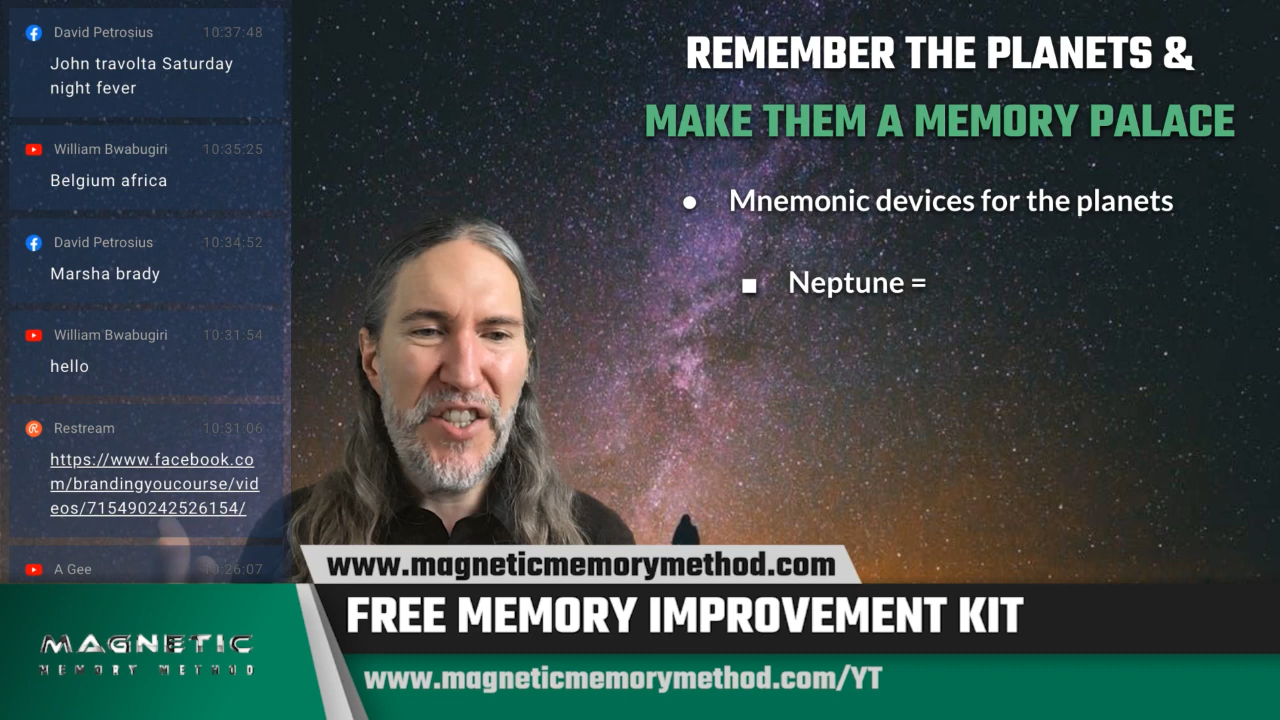 David Petrosius 10:37:48
John travolta Saturday
night fever
William Bwabugiri 10:35:25
Belgium africa
David Petrosius 10:34:52
Marsha brady
William Bwabugiri 10:31:54
hello
Restream 10:31:06
https://www.facebook.co
m/brandingyoucourse/vid
eos/715490242526154/
A Gee 10:26:07
REMEMBER THE PLANETS &
MAKE THEM A MEMORY PALACE
● Mnemonic devices for the planets
■ Neptune =
www.magneticmemorymethod.com
FREE MEMORY IMPROVEMENT KIT
www.magneticmemorymethod.com/YT
MAGNETIC
MEMORY METHOD